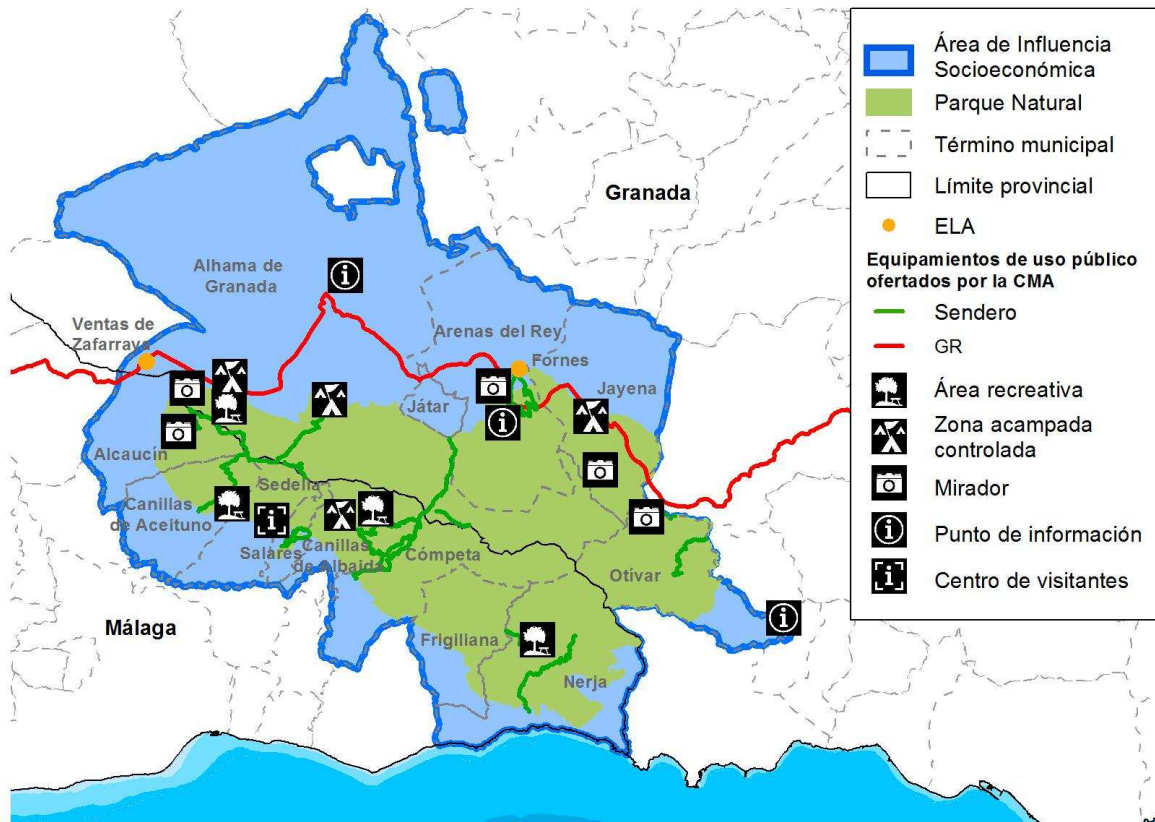 Granada
Alhama de
Granada
Ventas de
Zafarraya
Arenas del Rey
Fornes
Jayena
Játar
Alcaucín
Sedella
Canillas
de Aceituno
Salares
Canillas
de Albaida
Cómpeta
Otívar
Málaga
Frigiliana
Nerja
Área de Influencia
Socioeconómica
Parque Natural
Término municipal
Límite provincial
ELA
Equipamientos de uso público
ofertados por la CMA
Sendero
GR
Área recreativa
Zona acampada
controlada
Mirador
Punto de información
Centro de visitantes